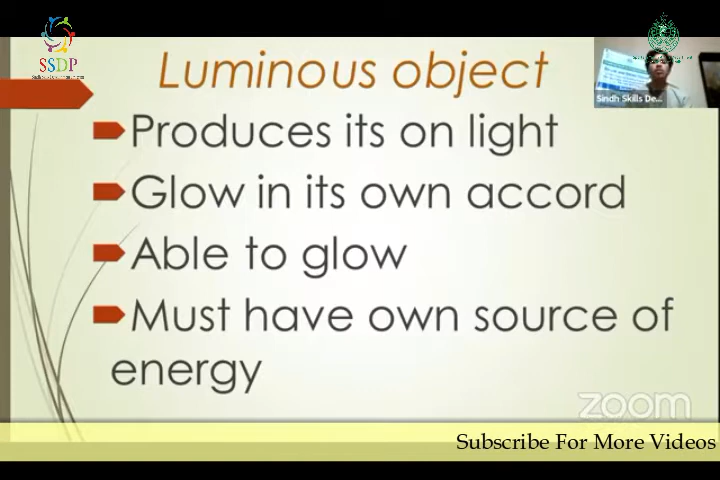 SSDP
Luminous object
Sindh Skills De...
Produces its on light
Glow in its own accord
Able to glow
Must have own source of
energy
zoom
Subscribe For More Videos